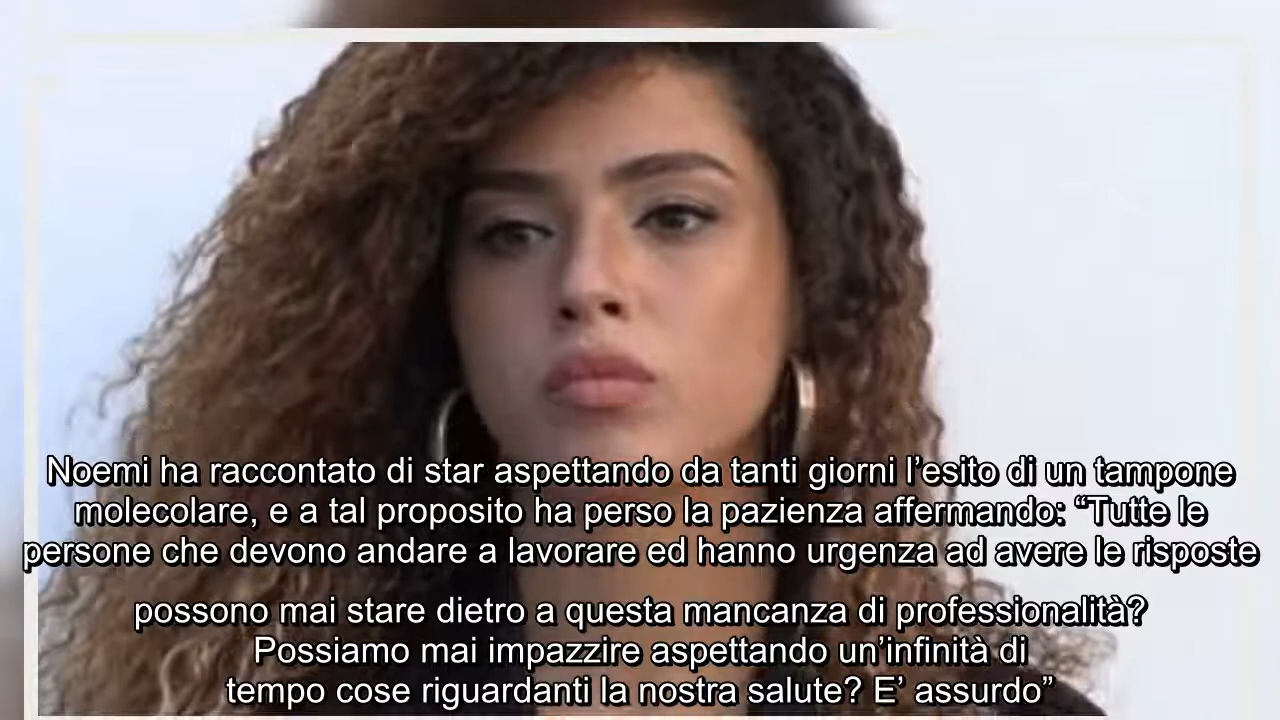 Noemi ha raccontato di star aspettando da tanti giorni l’esito di un tampone
molecolare, e a tal proposito ha perso la pazienza affermando: “Tutte le
persone che devono andare a lavorare ed hanno urgenza ad avere le risposte
possono mai stare dietro a questa mancanza di professionalità?
Possiamo mai impazzire aspettando un’infinità di
tempo cose riguardanti la nostra salute? E’ assurdo”